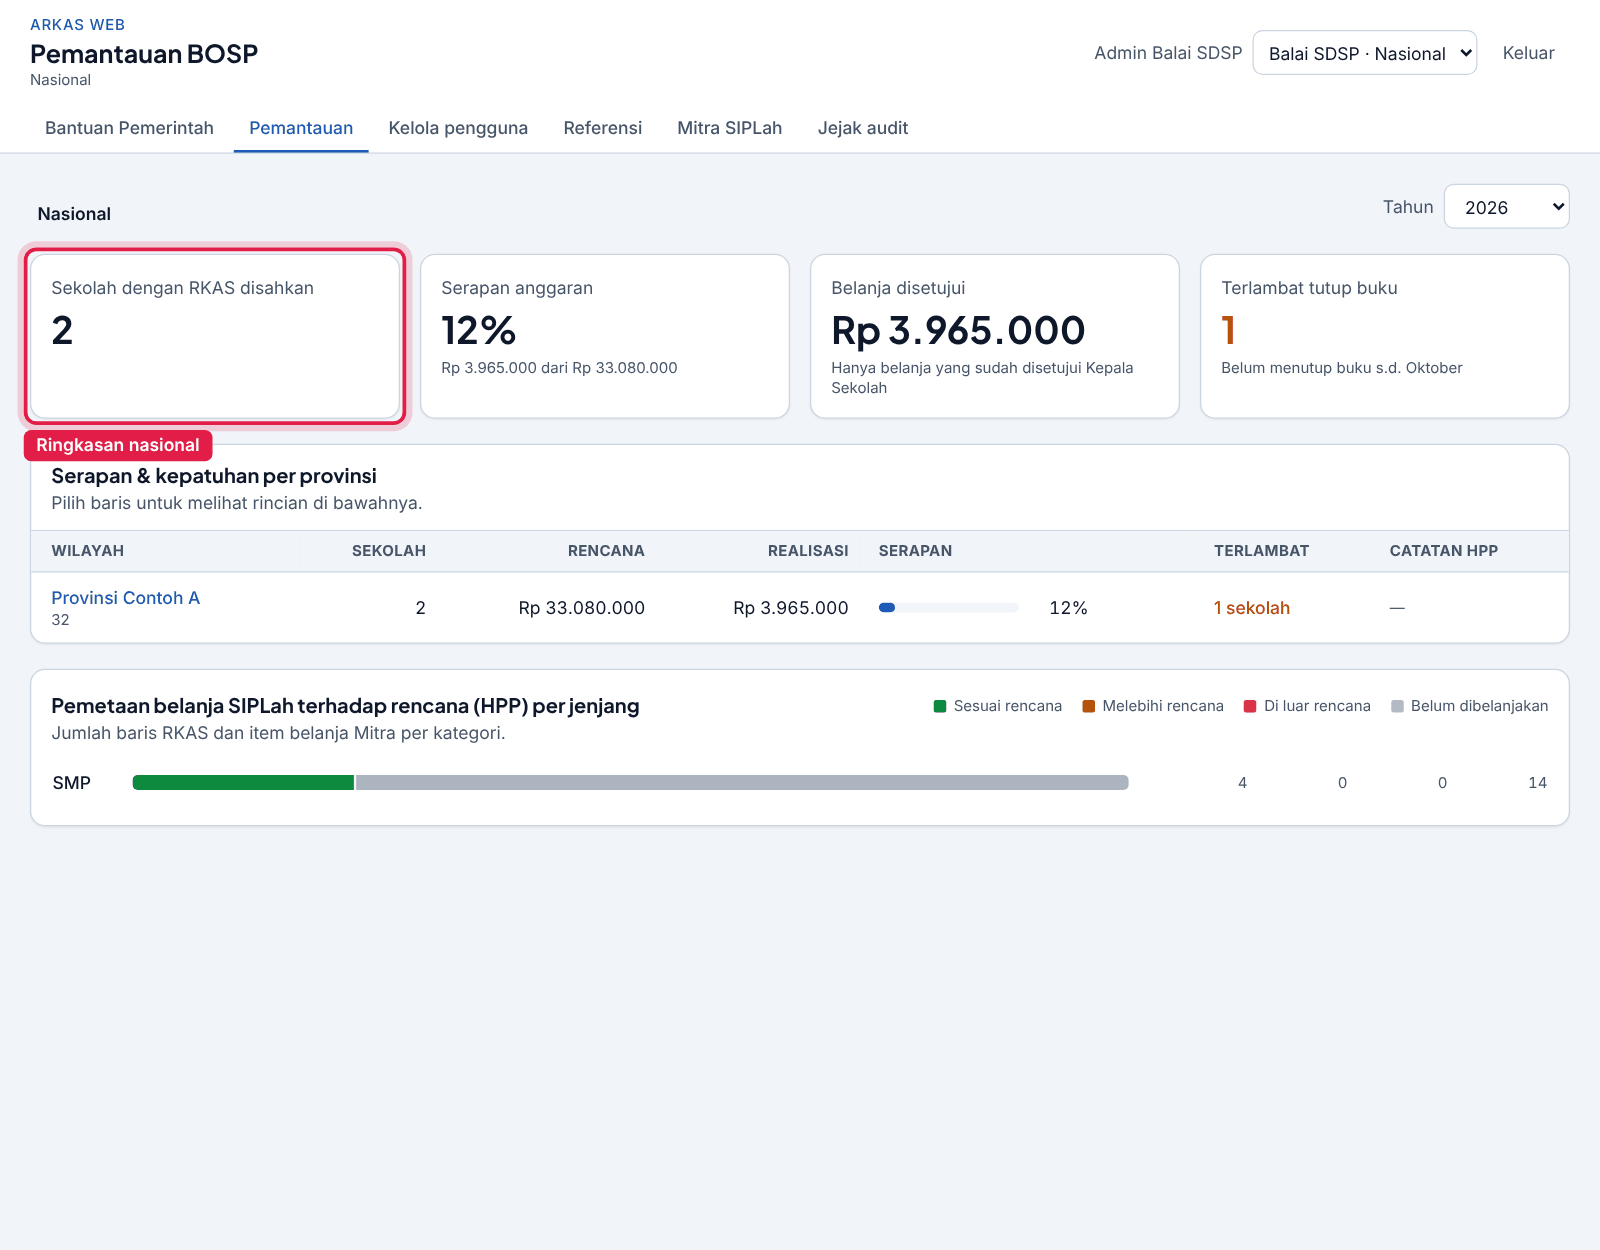 ARKAS WEB
Pemantauan BOSP
Nasional
Admin Balai SDSP
Balai SDSP · Nasional
Keluar
Bantuan Pemerintah
Pemantauan
Kelola pengguna
Referensi
Mitra SIPLah
Jejak audit
Nasional
Tahun
2026
Sekolah dengan RKAS disahkan
2
Serapan anggaran
12%
Rp 3.965.000 dari Rp 33.080.000
Belanja disetujui
Rp 3.965.000
Hanya belanja yang sudah disetujui Kepala
Sekolah
Terlambat tutup buku
1
Belum menutup buku s.d. Oktober
Ringkasan nasional
Serapan & kepatuhan per provinsi
Pilih baris untuk melihat rincian di bawahnya.
WILAYAH SEKOLAH RENCANA REALISASI SERAPAN TERLAMBAT CATATAN HPP
Provinsi Contoh A
32
2 Rp 33.080.000 Rp 3.965.000 12% 1 sekolah —
Pemetaan belanja SIPLah terhadap rencana (HPP) per jenjang
Jumlah baris RKAS dan item belanja Mitra per kategori.
Sesuai rencana Melebihi rencana Di luar rencana Belum dibelanjakan
SMP 4 0 0 14